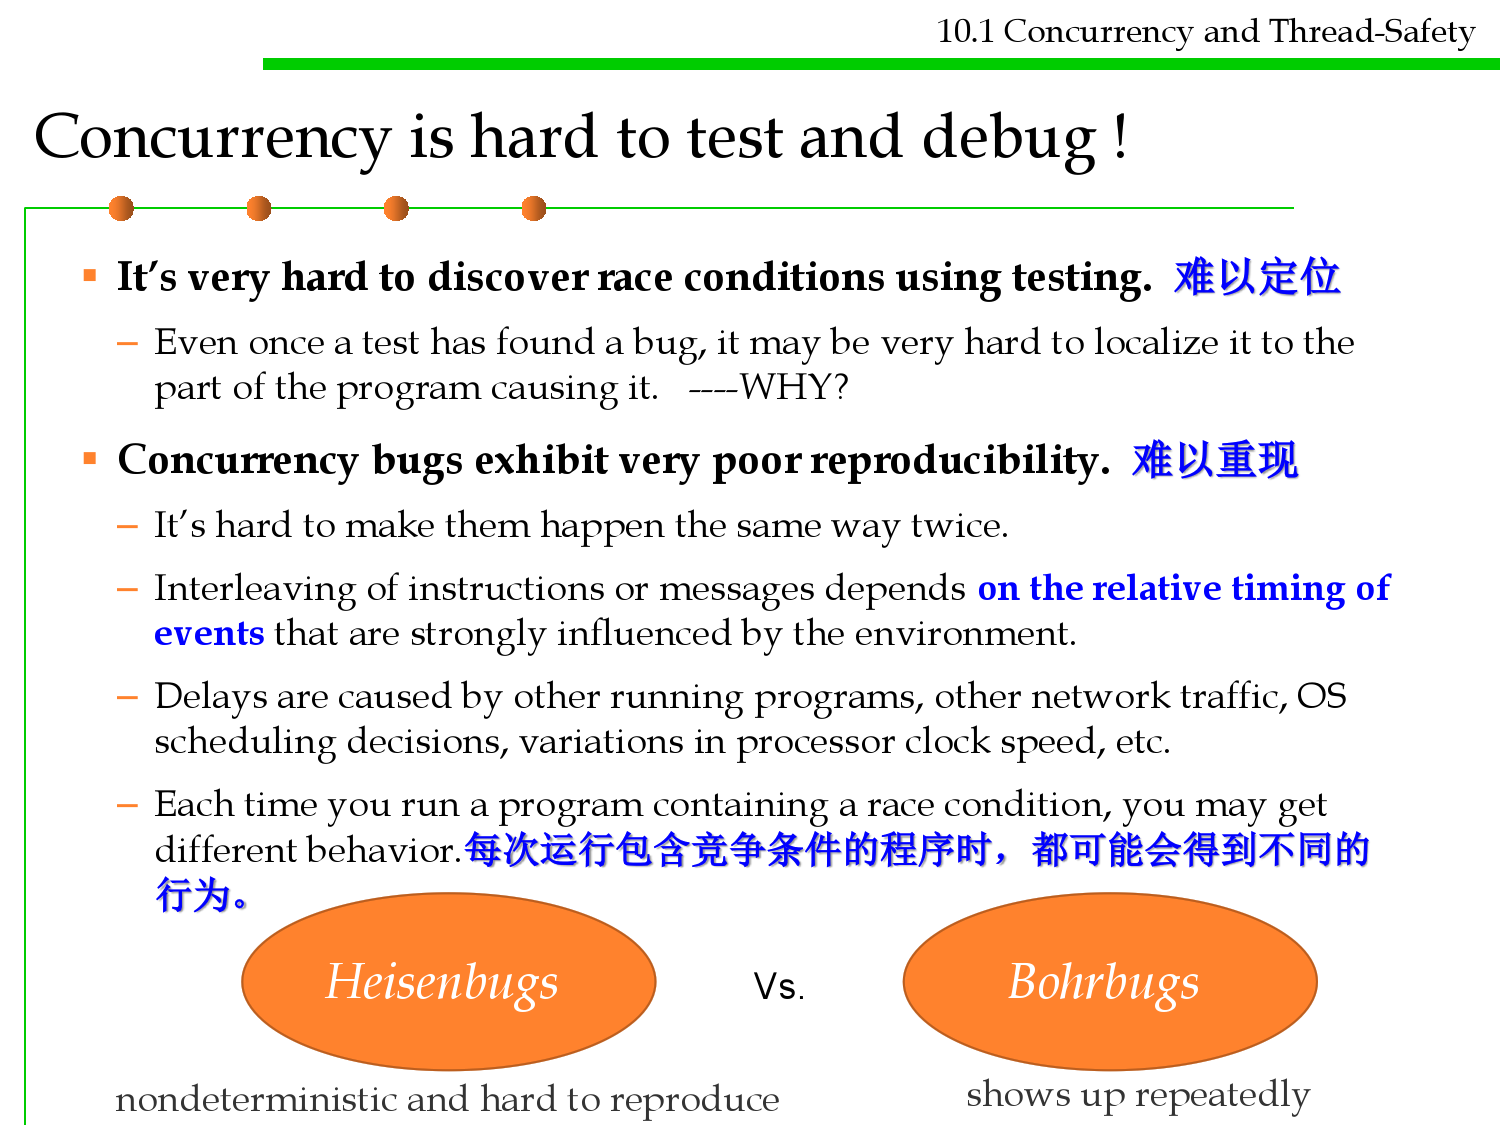 10.1 Concurrency and Thread-Safety
Concurrency is hard to test and debug !
It’s very hard to discover race conditions using testing. 难以定位
– Even once a test has found a bug, it may be very hard to localize it to the
part of the program causing it. ----WHY?
Concurrency bugs exhibit very poor reproducibility. 难以重现
– It’s hard to make them happen the same way twice.
– Interleaving of instructions or messages depends on the relative timing of
events that are strongly influenced by the environment.
– Delays are caused by other running programs, other network traffic, OS
scheduling decisions, variations in processor clock speed, etc.
– Each time you run a program containing a race condition, you may get
different behavior.每次运行包含竞争条件的程序时，都可能会得到不同的
行为。
Heisenbugs Vs. Bohrbugs
nondeterministic and hard to reproduce shows up repeatedly